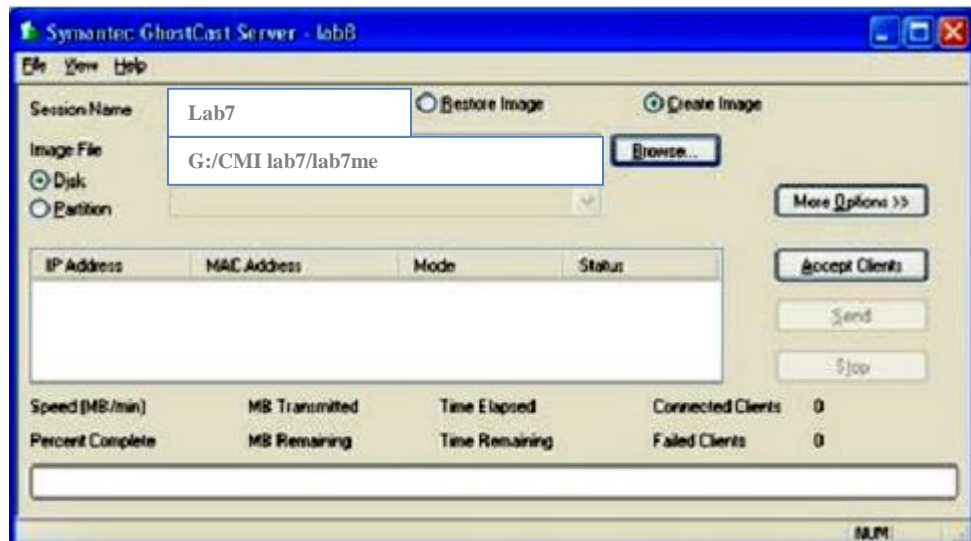 Symantec GhostCast Server - lab8
File View Help
Session Name Lab7 Restore Image Create Image
Image File G:/CMI lab7/lab7me Browse...
Disk
Partition More Options >>
IP Address MAC Address Mode Status Accept Clients
Send
Stop
Speed (MB/min) MB Transmitted Time Elapsed Connected Clients 0
Percent Complete MB Remaining Time Remaining Failed Clients 0
NUM